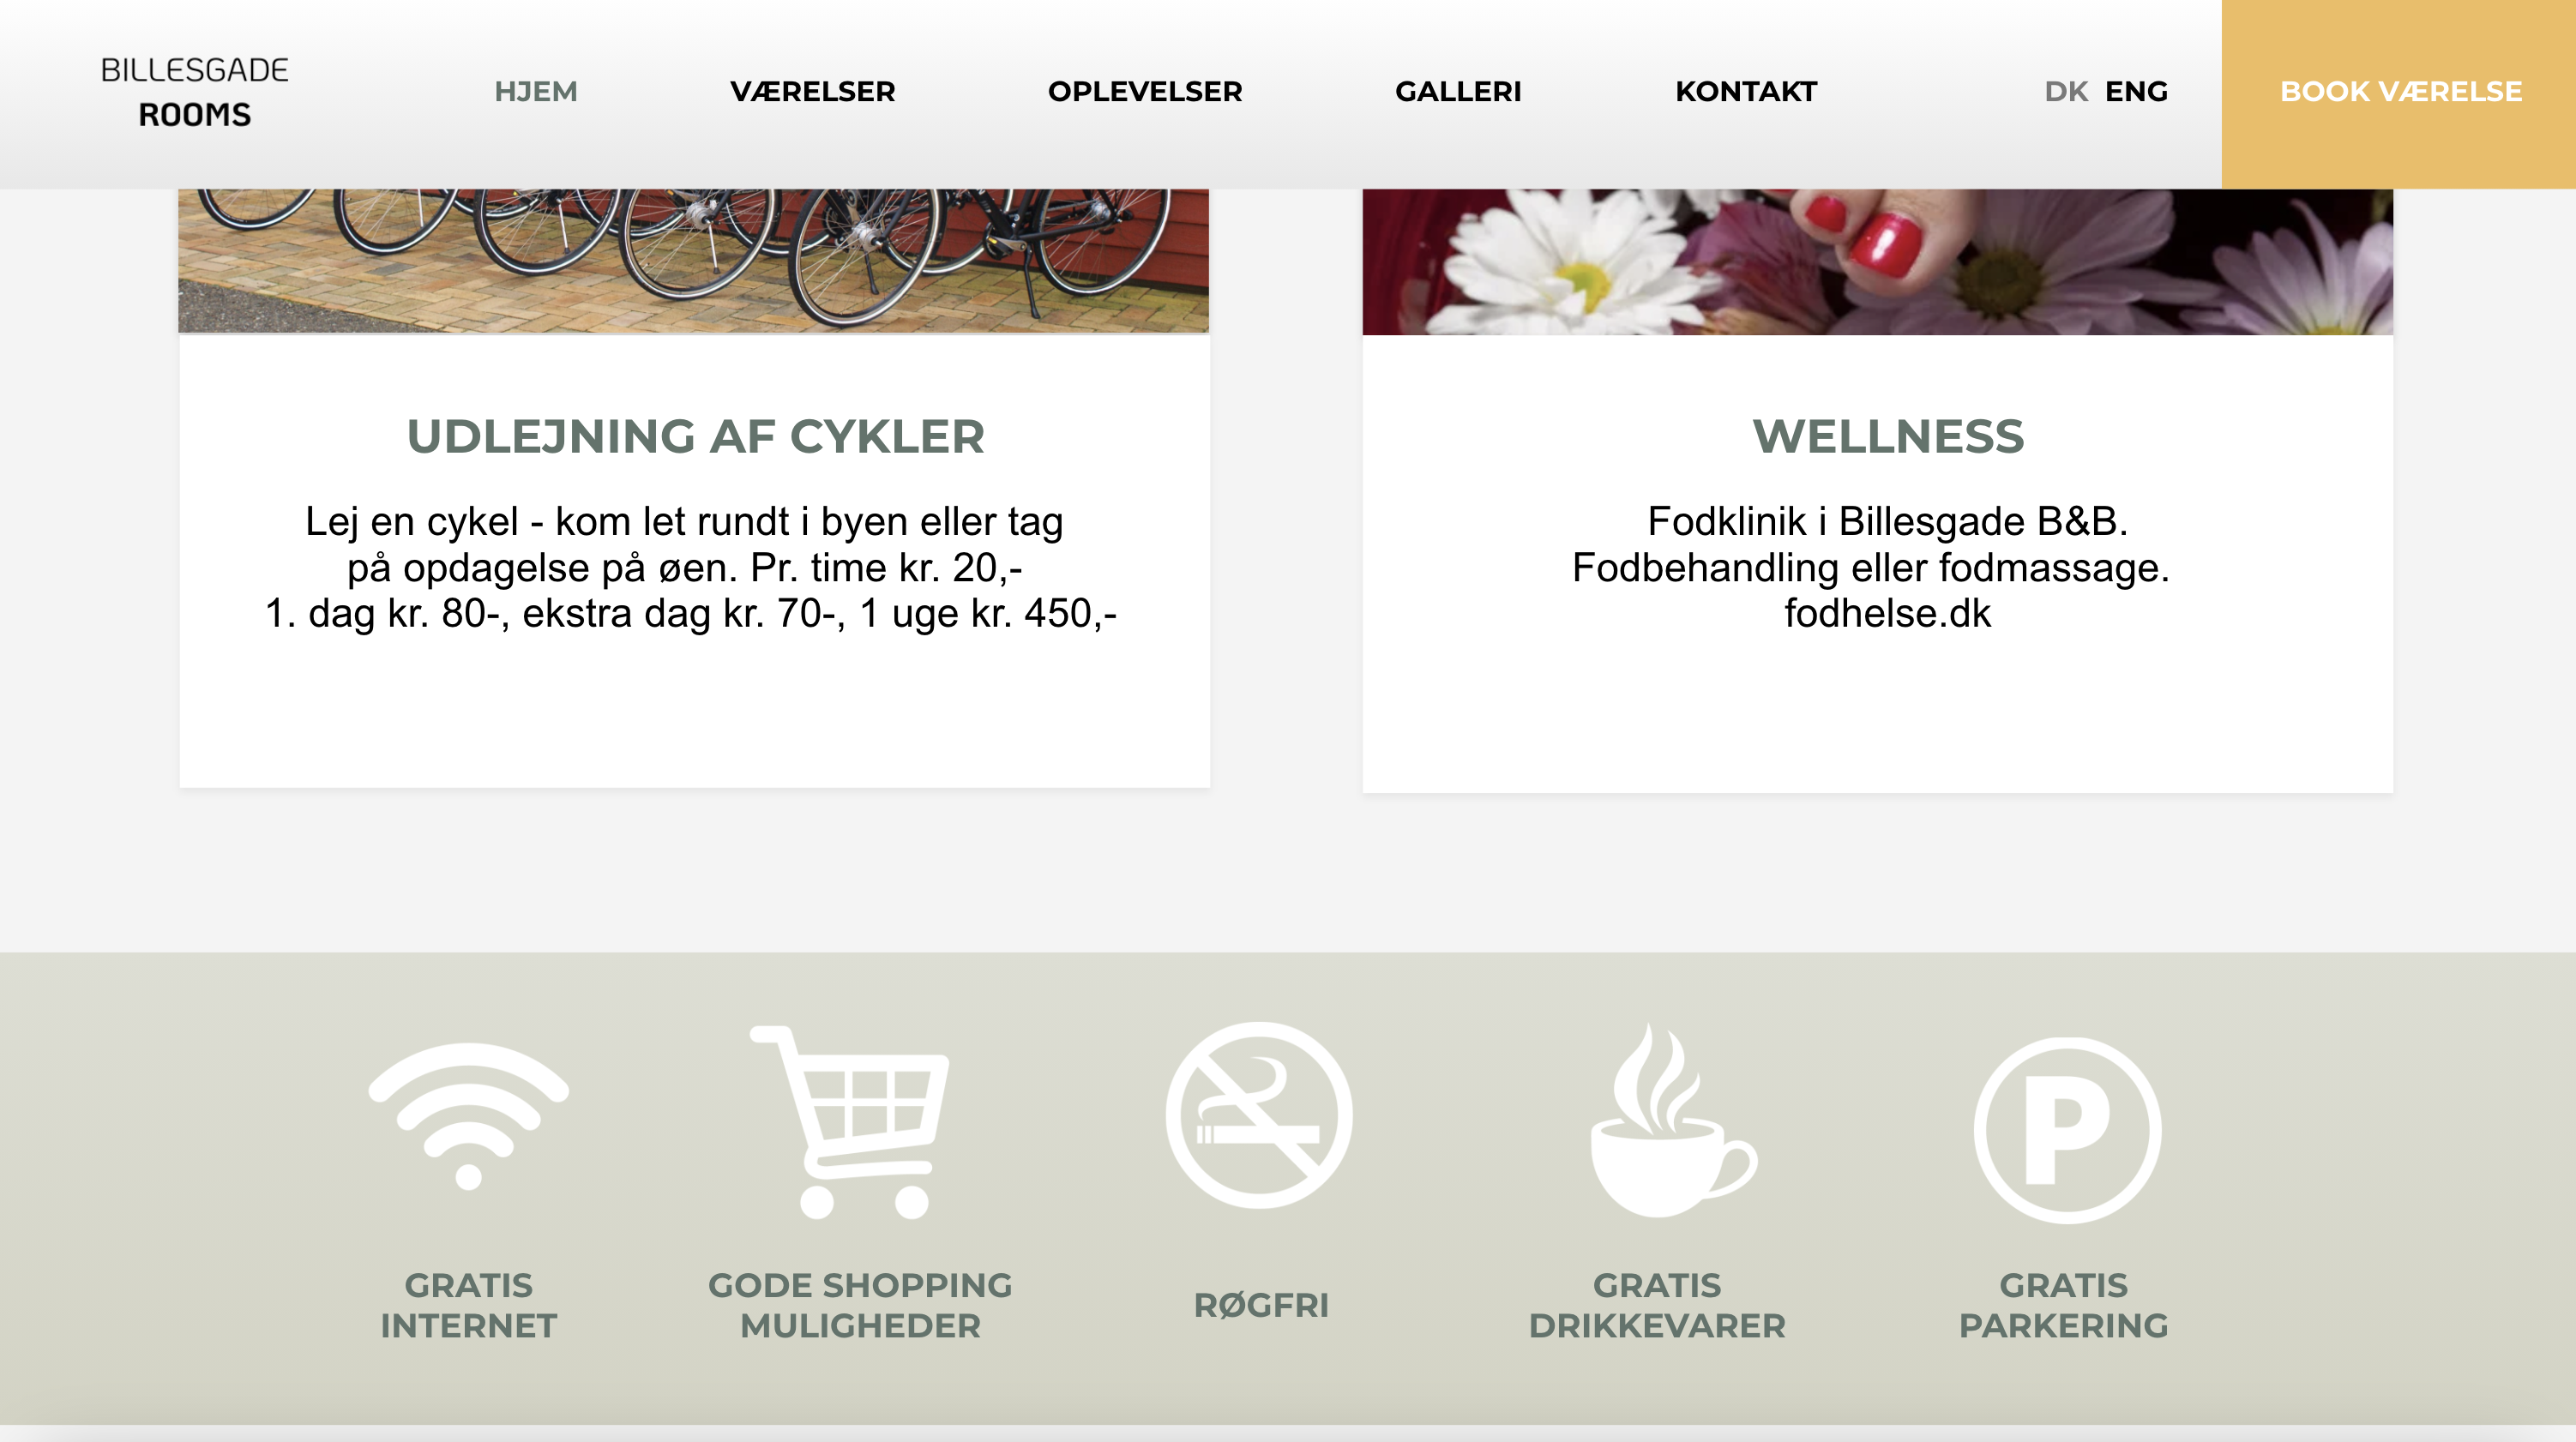 BILLESGADE
ROOMS
HJEM
VÆRELSER
OPLEVELSER
GALLERI
KONTAKT
DK ENG
BOOK VÆRELSE
UDLEJNING AF CYKLER
Lej en cykel - kom let rundt i byen eller tag
på opdagelse på øen. Pr. time kr. 20,-
1. dag kr. 80-, ekstra dag kr. 70-, 1 uge kr. 450,-
WELLNESS
Fodklinik i Billesgade B&B.
Fodbehandling eller fodmassage.
fodhelse.dk
P
GRATIS
INTERNET
GODE SHOPPING
MULIGHEDER
RØGFRI
GRATIS
DRIKKEVARER
GRATIS
PARKERING